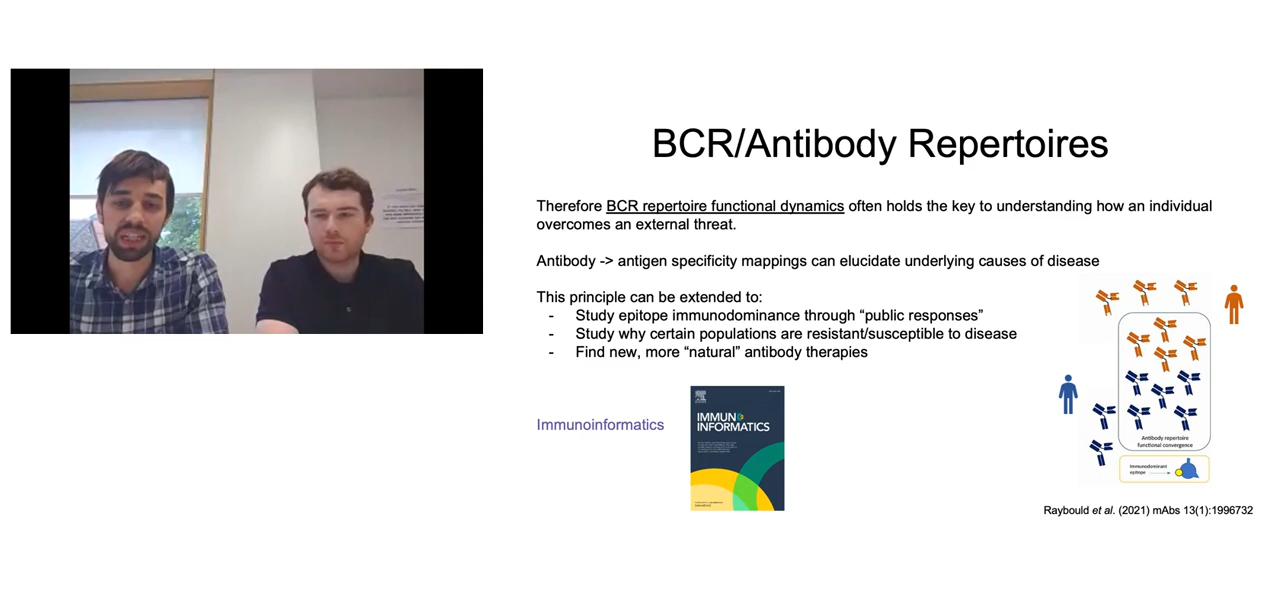 BCR/Antibody Repertoires
Therefore BCR repertoire functional dynamics often holds the key to understanding how an individual
overcomes an external threat.
Antibody -> antigen specificity mappings can elucidate underlying causes of disease
This principle can be extended to:
- Study epitope immunodominance through “public responses”
- Study why certain populations are resistant/susceptible to disease
- Find new, more “natural” antibody therapies
Immunoinformatics
IMMUNO
INFORMATICS
Antibody repertoire
functional convergence
Immunodominant
epitope
Raybould et al. (2021) mAbs 13(1):1996732